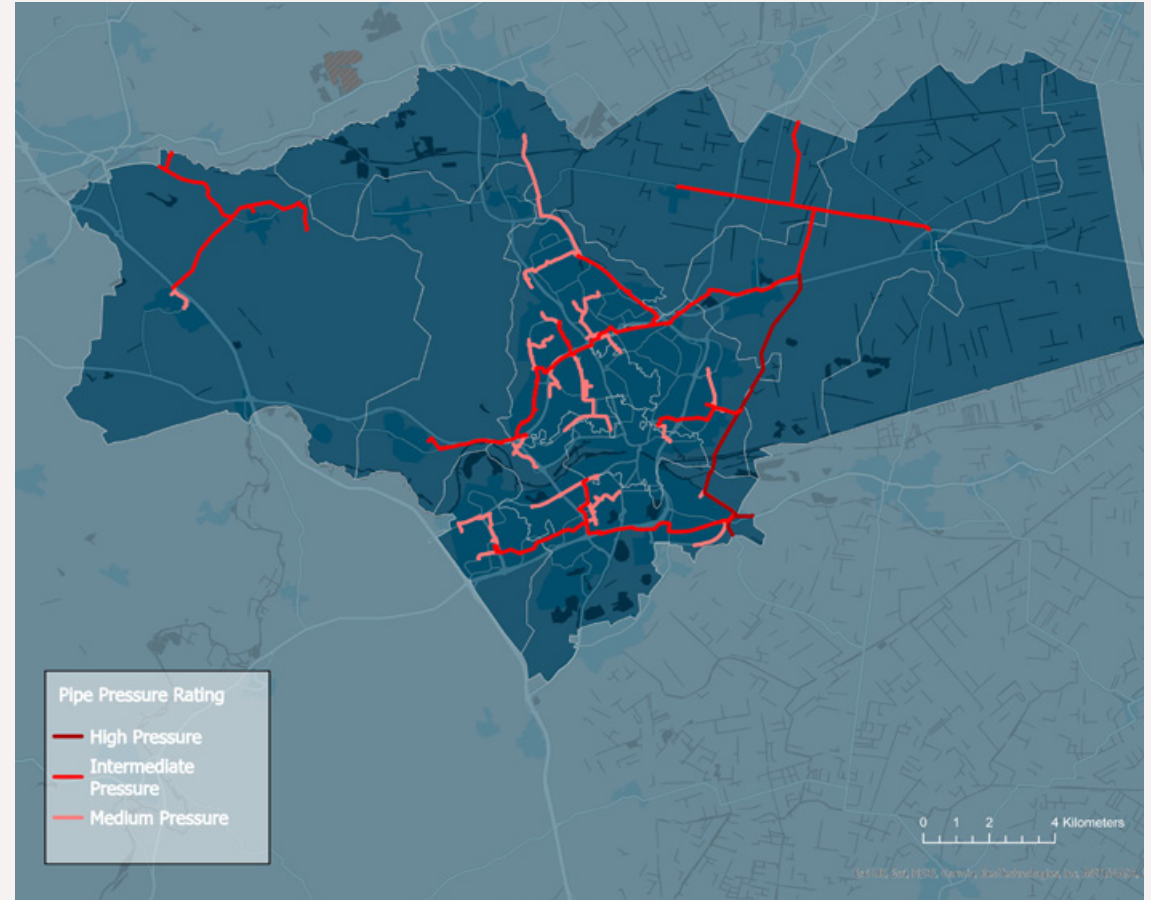 Pipe Pressure Rating
High Pressure
Intermediate
Pressure
Medium Pressure
0 1 2 4 Kilometers